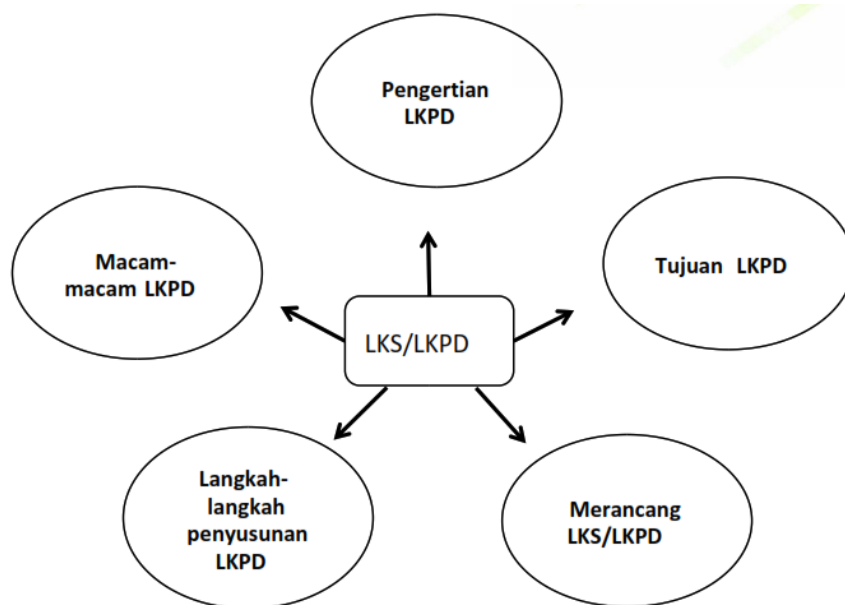 Pengertian
LKPD
Macam-
macam LKPD
Tujuan LKPD
LKS/LKPD
Langkah-
langkah
penyusunan
LKPD
Merancang
LKS/LKPD